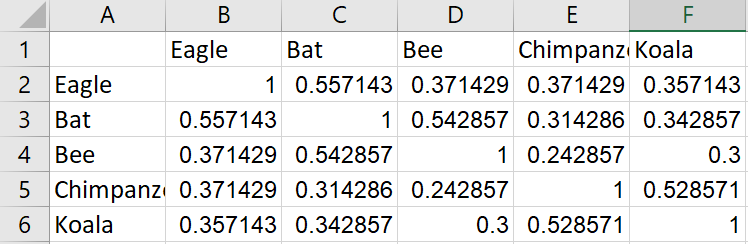 A B C D E F
1 Eagle Bat Bee Chimpanz Koala
2 Eagle 1 0.557143 0.371429 0.371429 0.357143
3 Bat 0.557143 1 0.542857 0.314286 0.342857
4 Bee 0.371429 0.542857 1 0.242857 0.3
5 Chimpanz 0.371429 0.314286 0.242857 1 0.528571
6 Koala 0.357143 0.342857 0.3 0.528571 1